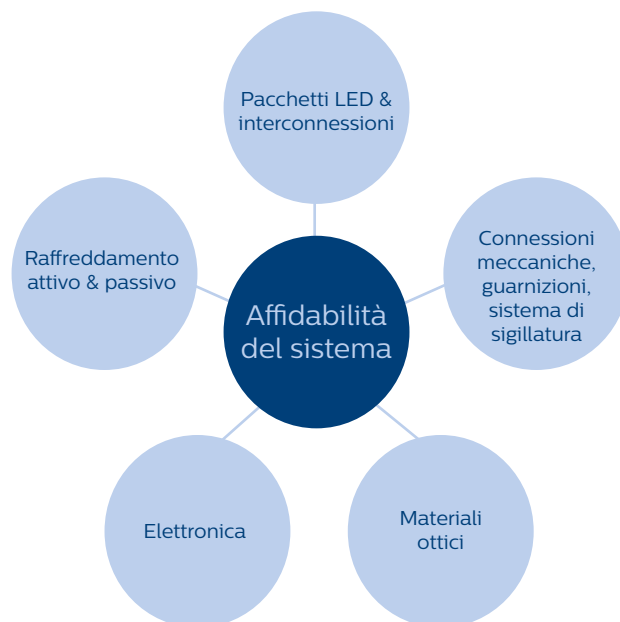 Pacchetti LED &
interconnessioni
Raffreddamento
attivo & passivo
Connessioni
meccaniche,
guarnizioni,
sistema di
sigillatura
Affidabilità
del sistema
Elettronica
Materiali
ottici